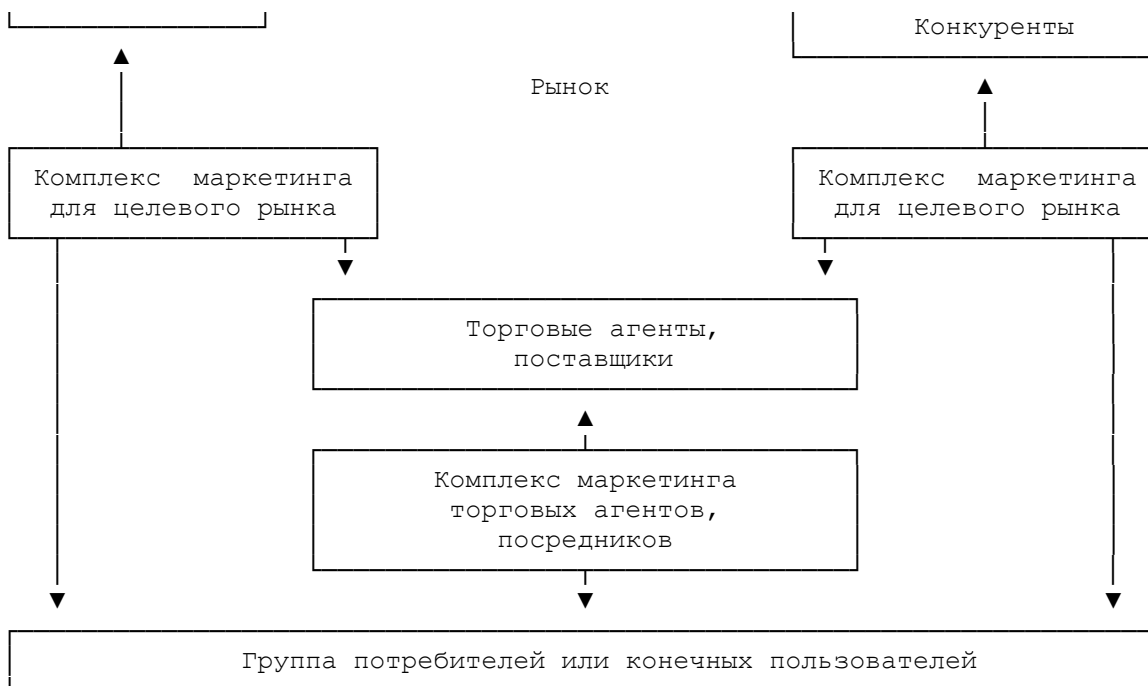 Конкуренты
Рынок
Комплекс маркетинга
для целевого рынка
Комплекс маркетинга
для целевого рынка
Торговые агенты,
поставщики
Комплекс маркетинга
торговых агентов,
посредников
Группа потребителей или конечных пользователей